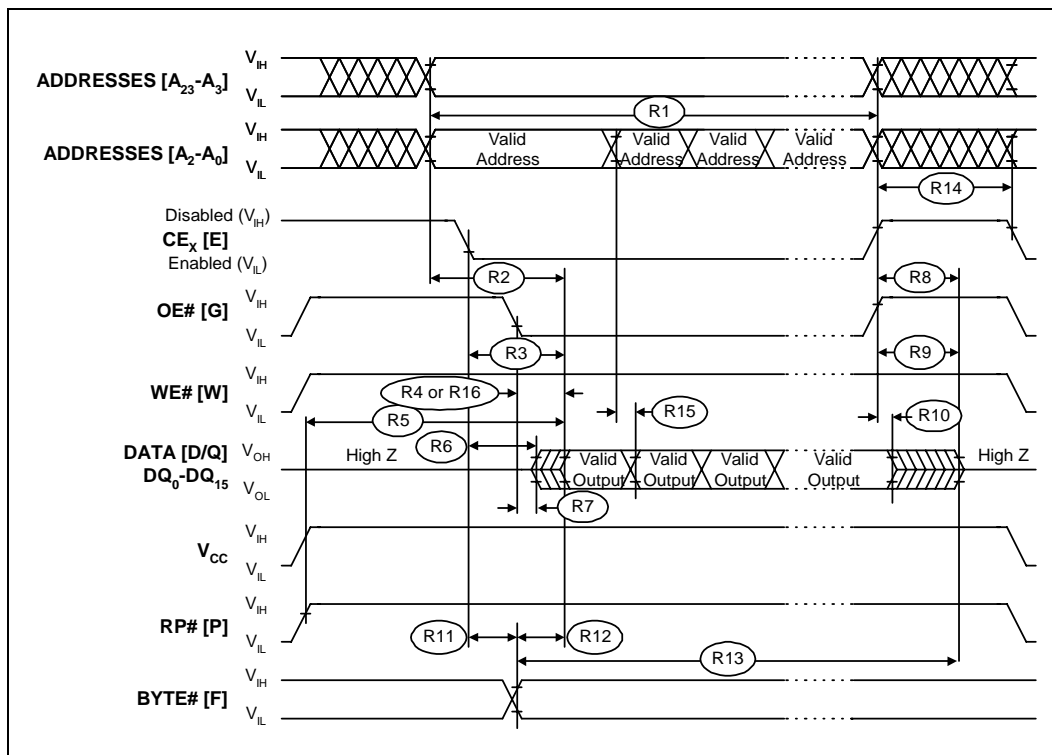 V_IH
ADDRESSES [A_23-A_3]
V_IL
R1
V_IH
Valid Valid Valid Valid
ADDRESSES [A_2-A_0]
Address Address Address Address
V_IL
R14
Disabled (V_IH)
CE_X [E]
Enabled (V_IL)
R2
R8
V_IH
OE# [G]
V_IL
R3
R9
V_IH
WE# [W]
R4 or R16
V_IL
R5
R15
R10
R6
DATA [D/Q]
V_OH
High Z
Valid Valid Valid Valid
High Z
DQ_0-DQ_15
Output Output Output Output
V_OL
R7
V_IH
V_CC
V_IL
V_IH
RP# [P]
V_IL
R11
R12
R13
V_IH
BYTE# [F]
V_IL